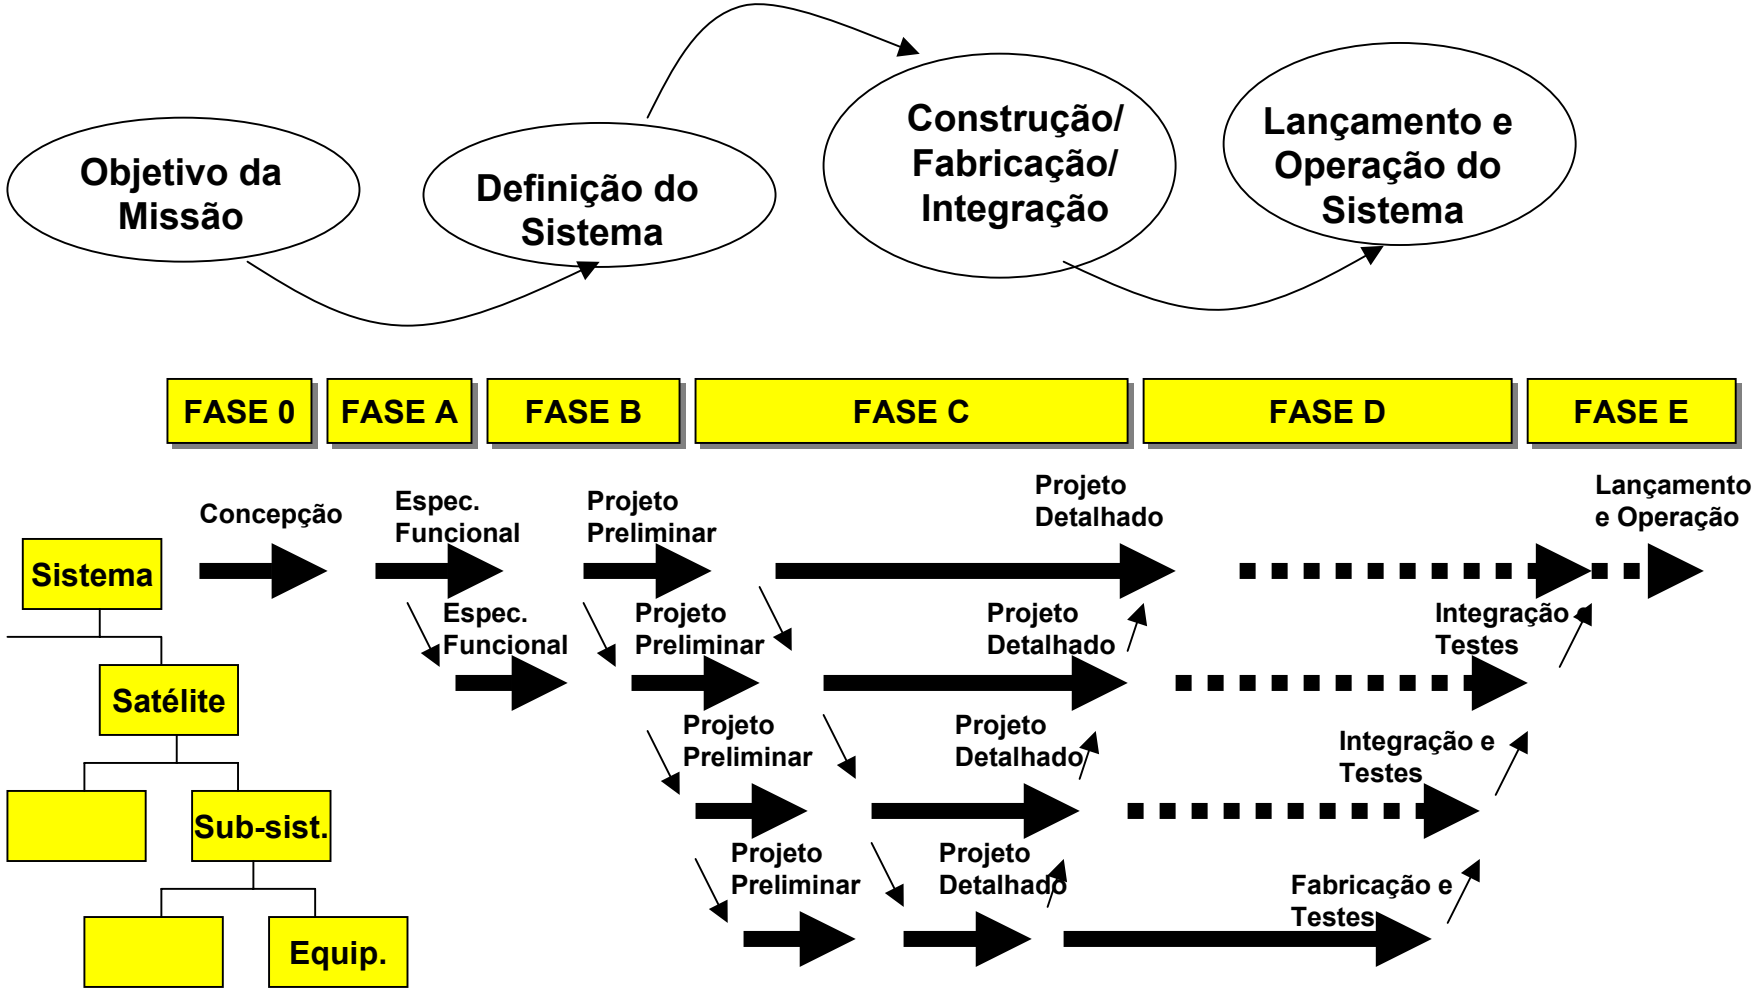 Objetivo da
Missão
Definição do
Sistema
Construção/
Fabricação/
Integração
Lançamento e
Operação do
Sistema
FASE 0
FASE A
FASE B
FASE C
FASE D
FASE E
Sistema
Concepção
Espec.
Funcional
Projeto
Preliminar
Projeto
Detalhado
Lançamento
e Operação
Satélite
Espec.
Funcional
Projeto
Preliminar
Projeto
Detalhado
Integração e
Testes
Sub-sist.
Projeto
Preliminar
Projeto
Detalhado
Integração e
Testes
Equip.
Projeto
Preliminar
Projeto
Detalhado
Fabricação e
Testes